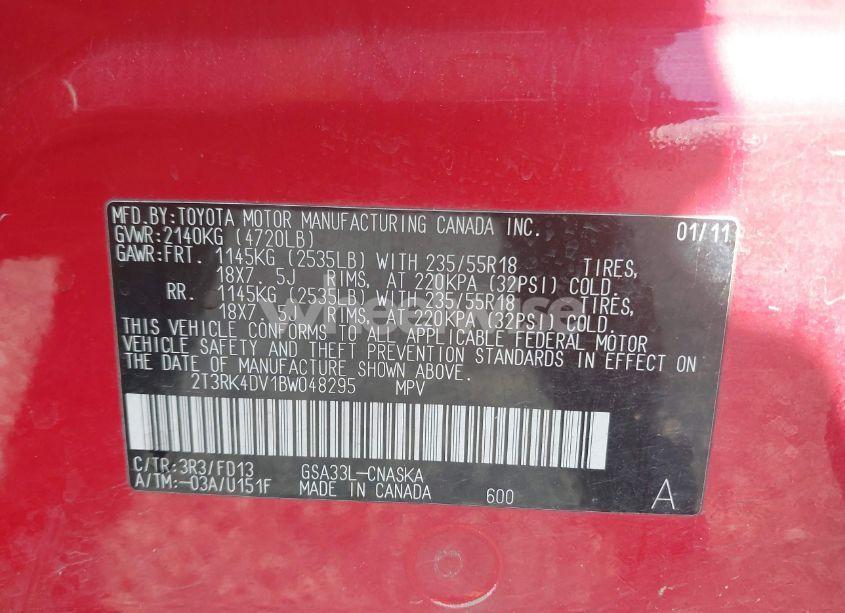 MFD.BY:TOYOTA MOTOR MANUFACTURING CANADA INC. 01/11
GVWR:2140KG (4720LB)
GAWR:FRT. 1145KG (2535LB) WITH 235/55R18 TIRES,
18X7. 5J RIMS, AT 220KPA (32PSI) COLD.
RR. 1145KG (2535LB) WITH 235/55R18 TIRES,
18X7. 5J RIMS, AT 220KPA (32PSI) COLD.
THIS VEHICLE CONFORMS TO ALL APPLICABLE FEDERAL MOTOR
VEHICLE SAFETY AND THEFT PREVENTION STANDARDS IN EFFECT ON
THE DATE OF MANUFACTURE SHOWN ABOVE.
2T3RK4DV1BW048295 MPV
C/TR:3R3/FD13 GSA33L-CNASKA
A/TM:-03A/U151F MADE IN CANADA 600 A